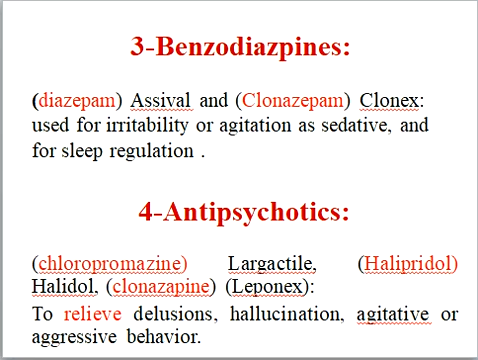 3-Benzodiazpines:
(diazepam) Assival and (Clonazepam) Clonex:
used for irritability or agitation as sedative, and
for sleep regulation .
4-Antipsychotics:
(chloropromazine) Largactile, (Halipridol)
Halidol, (clonazapine) (Leponex):
To relieve delusions, hallucination, agitative or
aggressive behavior.